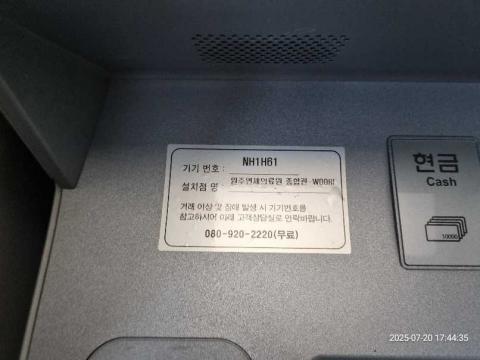 기기 번호 : NH1H61
설치점 명 : 원주연세의료원 종합관-WOORI
거래 이상 및 장애 발생 시 기기번호를
참고하시어 아래 고객상담실로 연락바랍니다.
080-920-2220(무료)
현금
Cash
10000
2025-07-20 17:44:35